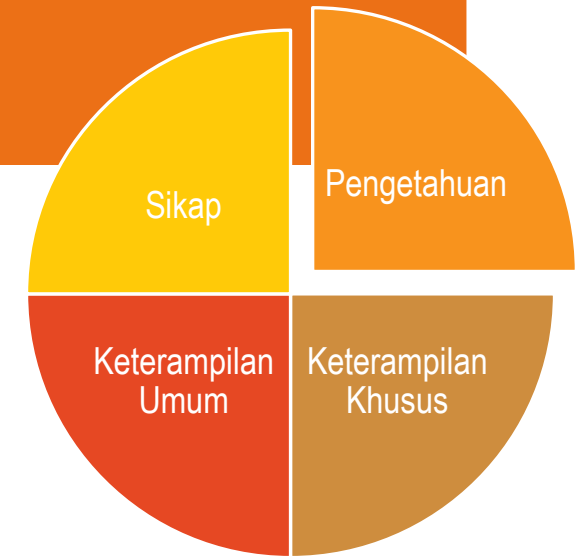 Sikap
Pengetahuan
Keterampilan
Umum
Keterampilan
Khusus